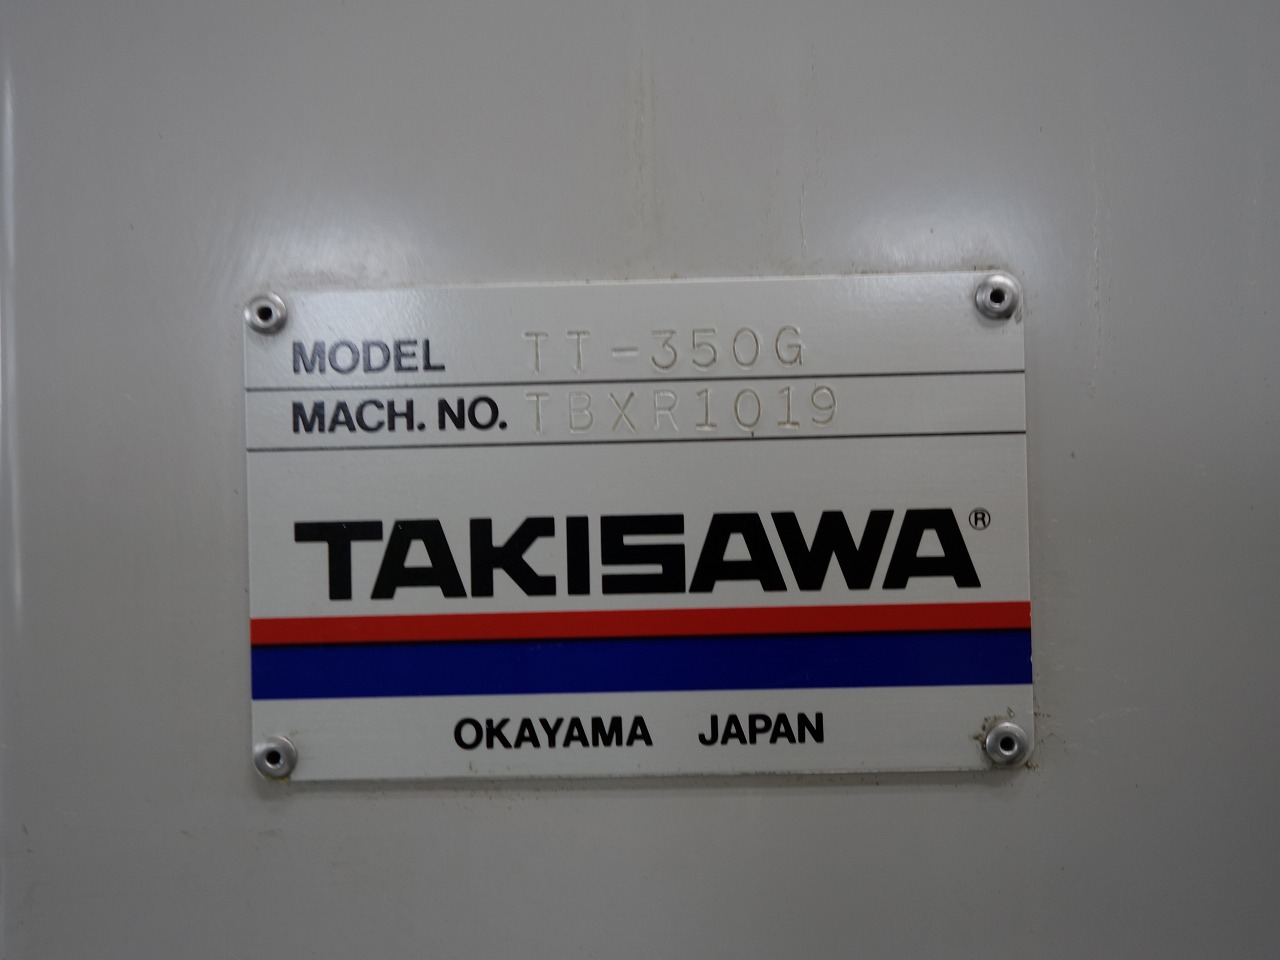 MODEL TT-350G
MACH. NO. TBXR1019
TAKISAWA®
OKAYAMA JAPAN